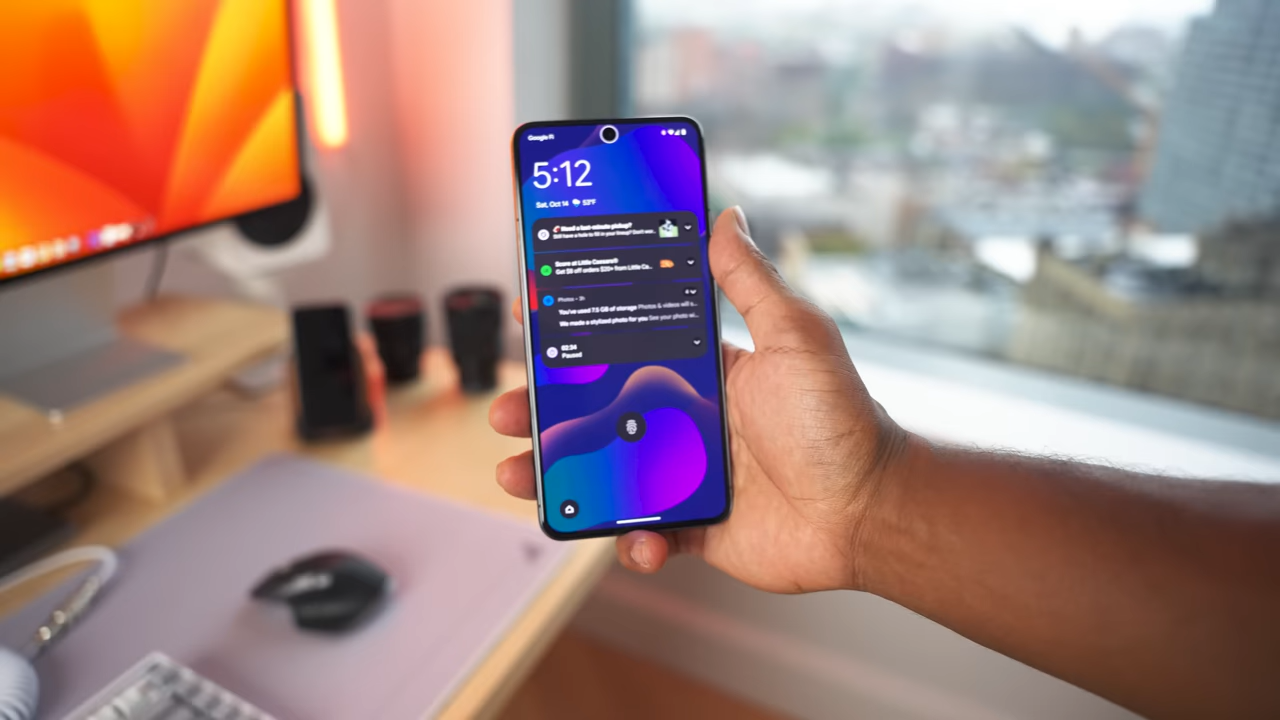 Google Fi
5:12
Sat, Oct 14 53°F
Need a last-minute pickup?
Still have a hole to fill in your lineup? Don't wor...
Score at Little Caesars®
Get $6 off orders $20+ from Little Ca...
Photos • 3h
4
You've used 7.5 GB of storage Photos & videos will s...
We made a stylized photo for you See your photo wi...
02:34
Paused